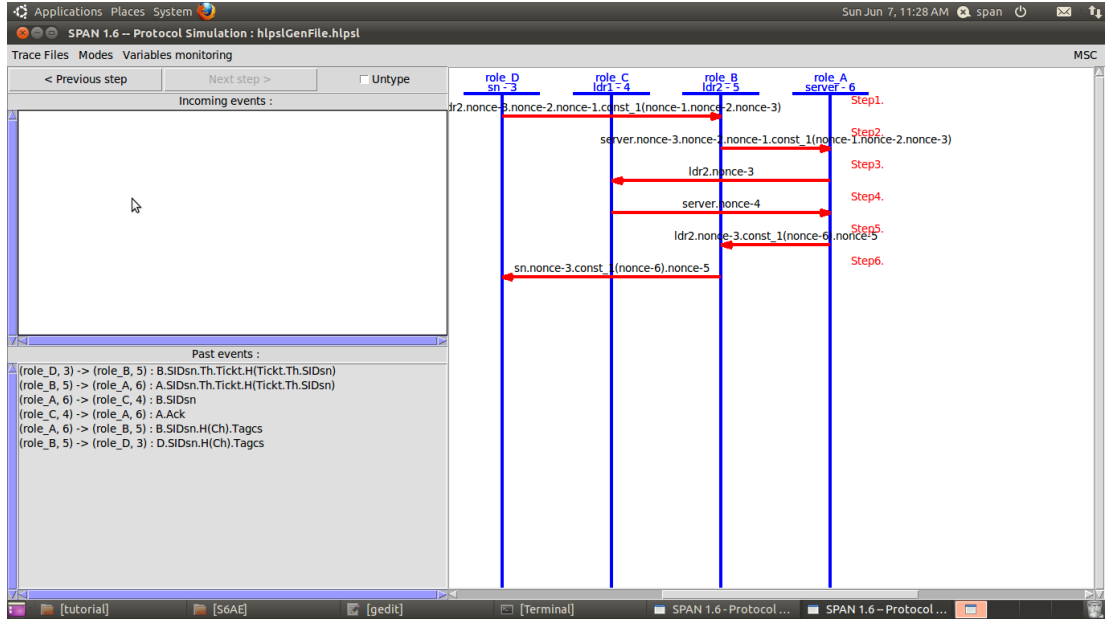 Applications Places System Sun Jun 7, 11:28 AM span
SPAN 1.6 -- Protocol Simulation : hlpslGenFile.hlpsl
Trace Files Modes Variables monitoring MSC
< Previous step Next step > Untype
Incoming events :
role_D role_C role_B role_A
sn - 3 ldr1 - 4 ldr2 - 5 server - 6
Step1.
dr2.nonce-3.nonce-2.nonce-1.const_1(nonce-1.nonce-2.nonce-3)
Step2.
server.nonce-3.nonce-2.nonce-1.const_1(nonce-1.nonce-2.nonce-3)
Step3.
ldr2.nonce-3
Step4.
server.nonce-4
Step5.
ldr2.nonce-3.const_1(nonce-6).nonce-5
Step6.
sn.nonce-3.const_1(nonce-6).nonce-5
Past events :
(role_D, 3) -> (role_B, 5) : B.SIDsn.Th.Tickt.H(Tickt.Th.SIDsn)
(role_B, 5) -> (role_A, 6) : A.SIDsn.Th.Tickt.H(Tickt.Th.SIDsn)
(role_A, 6) -> (role_C, 4) : B.SIDsn
(role_C, 4) -> (role_A, 6) : A.Ack
(role_A, 6) -> (role_B, 5) : B.SIDsn.H(Ch).Tagcs
(role_B, 5) -> (role_D, 3) : D.SIDsn.H(Ch).Tagcs
[tutorial] [S6AE] [gedit] [Terminal] SPAN 1.6 - Protocol ... SPAN 1.6 -- Protocol ...